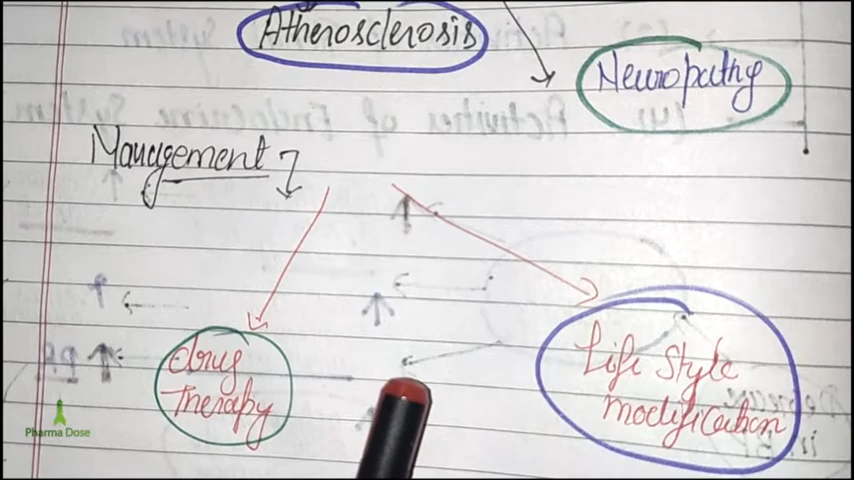 Atherosclerosis
Neuropathy
Management
drug
Therapy
Life Style
modification
Pharma Dose